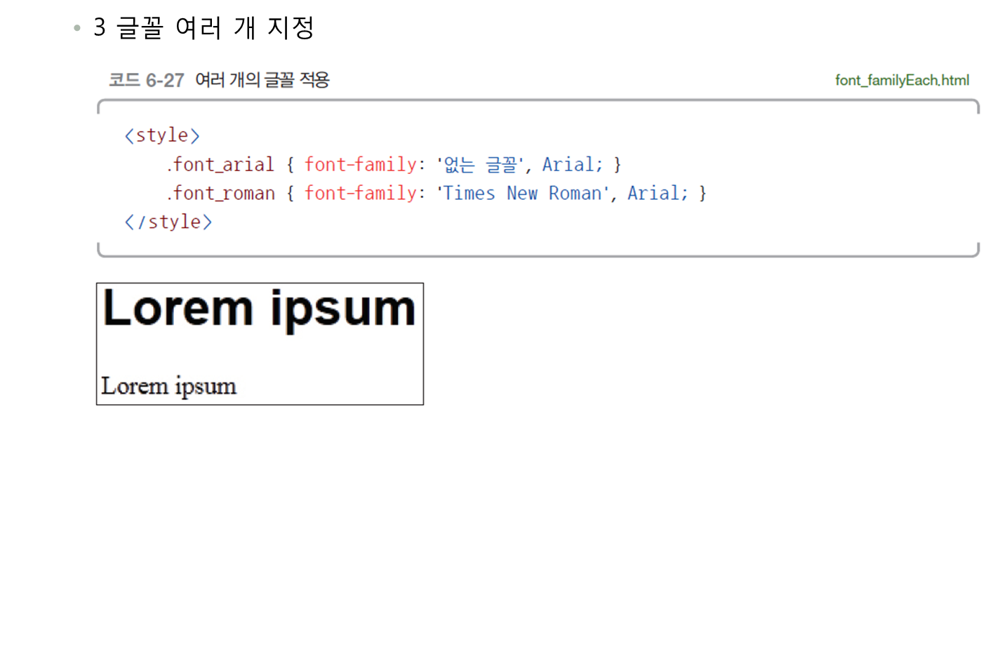 • 3 글꼴 여러 개 지정
코드 6-27 여러 개의 글꼴 적용 font_familyEach.html
<style>
.font_arial { font-family: '없는 글꼴', Arial; }
.font_roman { font-family: 'Times New Roman', Arial; }
</style>
Lorem ipsum
Lorem ipsum